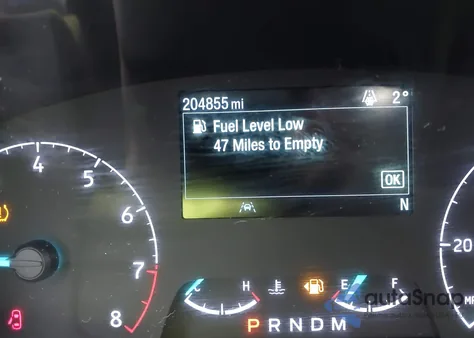 204855 mi 2°
Fuel Level Low
47 Miles to Empty
OK
N
4
5
6
7
8
C H
E F
20
PRNDM
autoSnap